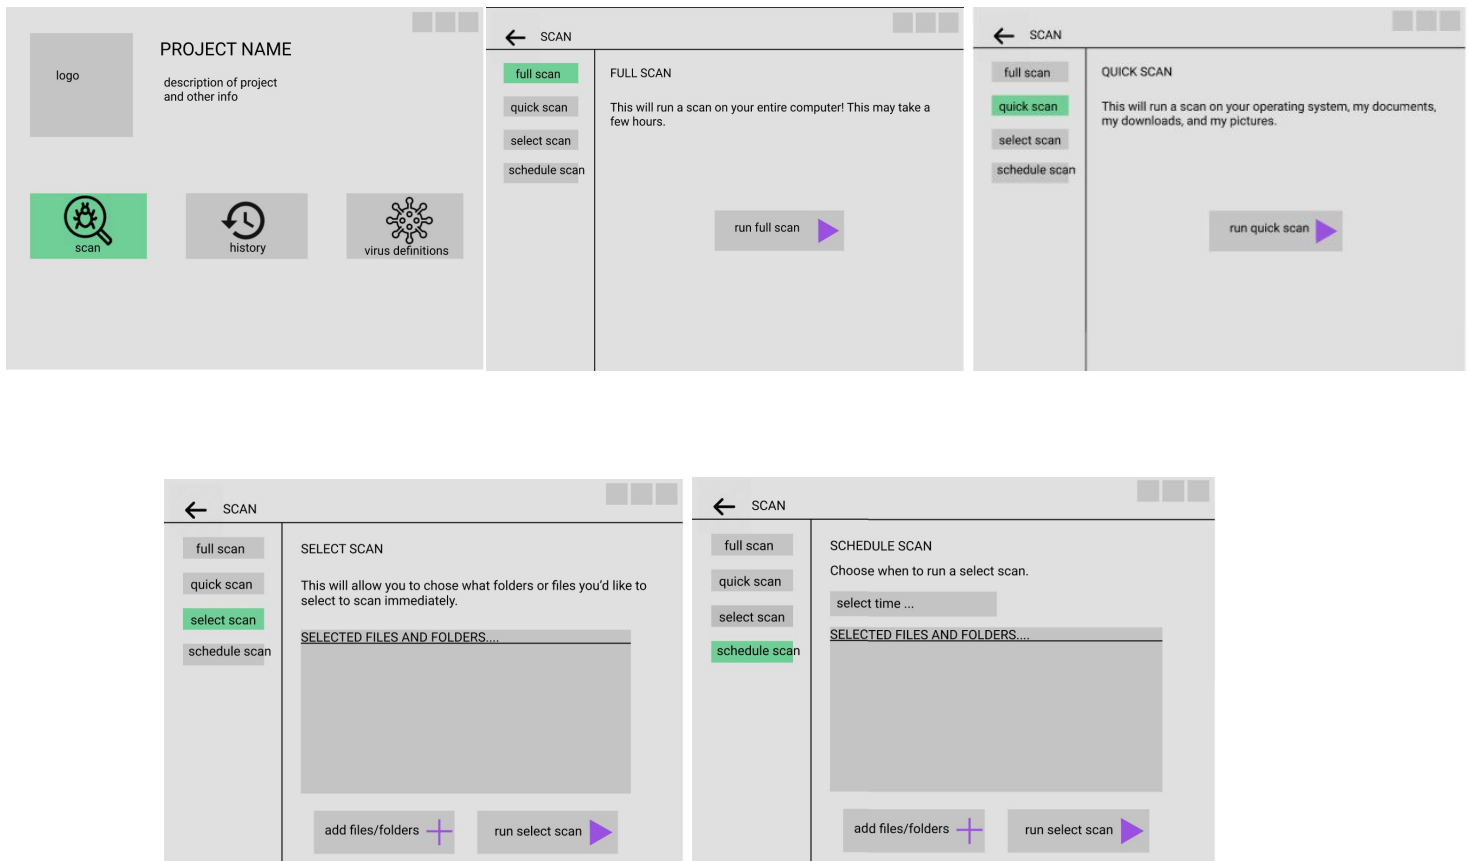 logo
PROJECT NAME
description of project
and other info
scan
history
virus definitions
SCAN
full scan
quick scan
select scan
schedule scan
FULL SCAN
This will run a scan on your entire computer! This may take a
few hours.
run full scan
SCAN
full scan
quick scan
select scan
schedule scan
QUICK SCAN
This will run a scan on your operating system, my documents,
my downloads, and my pictures.
run quick scan
SCAN
full scan
quick scan
select scan
schedule scan
SELECT SCAN
This will allow you to chose what folders or files you'd like to
select to scan immediately.
SELECTED FILES AND FOLDERS....
add files/folders
run select scan
SCAN
full scan
quick scan
select scan
schedule scan
SCHEDULE SCAN
Choose when to run a select scan.
select time ...
SELECTED FILES AND FOLDERS....
add files/folders
run select scan